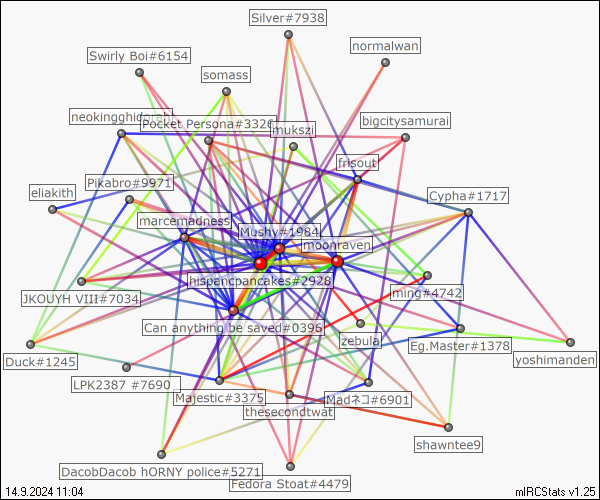 Silver#7938
normalwan
Swirly Boi#6154
somass
bigcitysamurai
neokingghidorah
Pocket Persona#3326
mukszi
frisout
Pikabro#9971
eliakith
Cypha#1717
marcemadness
Mushy#1984
moonraven
hispancpancakes#2928
ming#4742
JKOUYH VIII#7034
Can anything be saved#0396
zebula
Eg.Master#1378
yoshimanden
Duck#1245
LPK2387 #7690
Majestic#3375
Madネコ#6901
thesecondtwat
shawntee9
DacobDacob hORNY police#5271
Fedora Stoat#4479
14.9.2024 11:04
mIRCStats v1.25